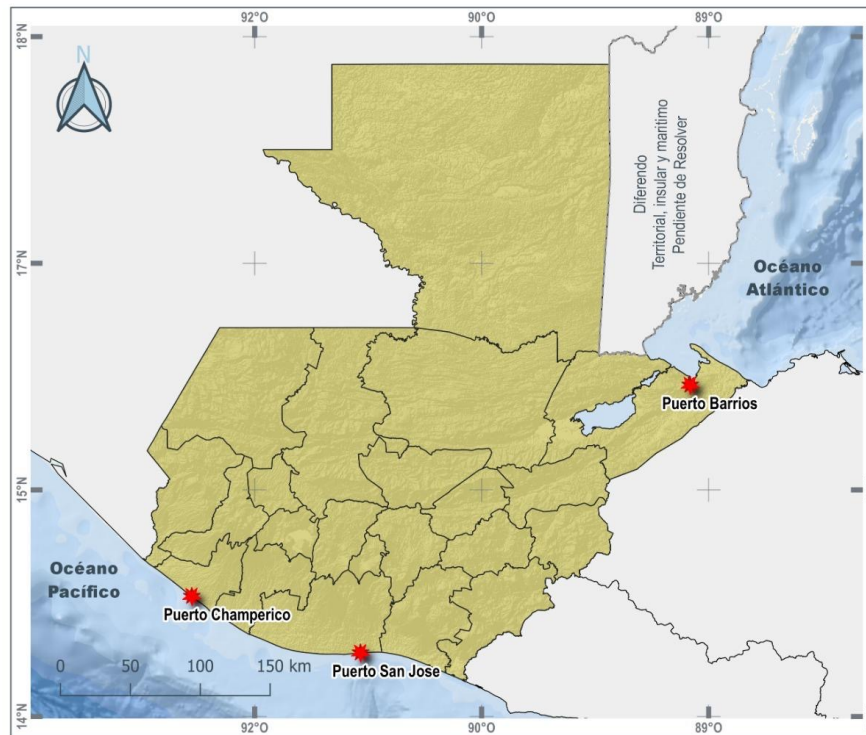 92°O
90°O
89°O
18°N
N
Diferendo
Territorial, insular y maritimo
Pendiente de Resolver
17°N
Océano
Atlántico
Puerto Barrios
15°N
Océano
Pacífico
Puerto Champerico
0 50 100 150 km
Puerto San Jose
14°N
92°O
90°O
89°O